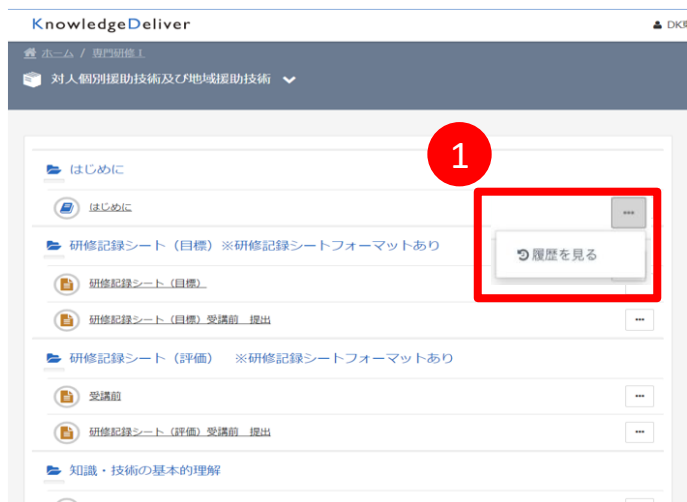 KnowledgeDeliver
DK
ホーム / 専門研修Ⅰ
対人個別援助技術及び地域援助技術
1
はじめに
はじめに
研修記録シート（目標）※研修記録シートフォーマットあり
履歴を見る
研修記録シート（目標）
研修記録シート（目標）受講前　提出
研修記録シート（評価）　※研修記録シートフォーマットあり
受講前
研修記録シート（評価）受講前　提出
知識・技術の基本的理解